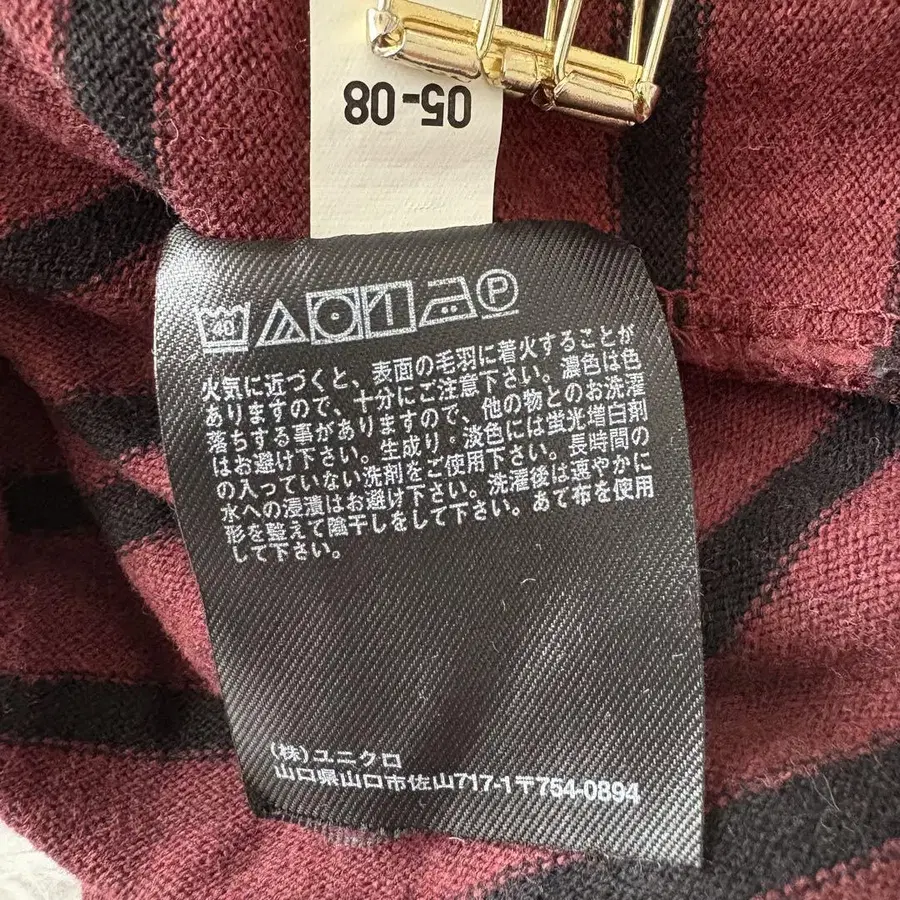 05-08
40 P
火気に近づくと、表面の毛羽に着火することが
ありますので、十分にご注意下さい。濃色は色
落ちする事がありますので、他の物とのお洗濯
はお避け下さい。生成り・淡色には蛍光増白剤
の入っていない洗剤をご使用下さい。長時間の
水への浸漬はお避け下さい。洗濯後は速やかに
形を整えて陰干しをして下さい。あて布を使用
して下さい。
(株)ユニクロ
山口県山口市佐山717-1〒754-0894